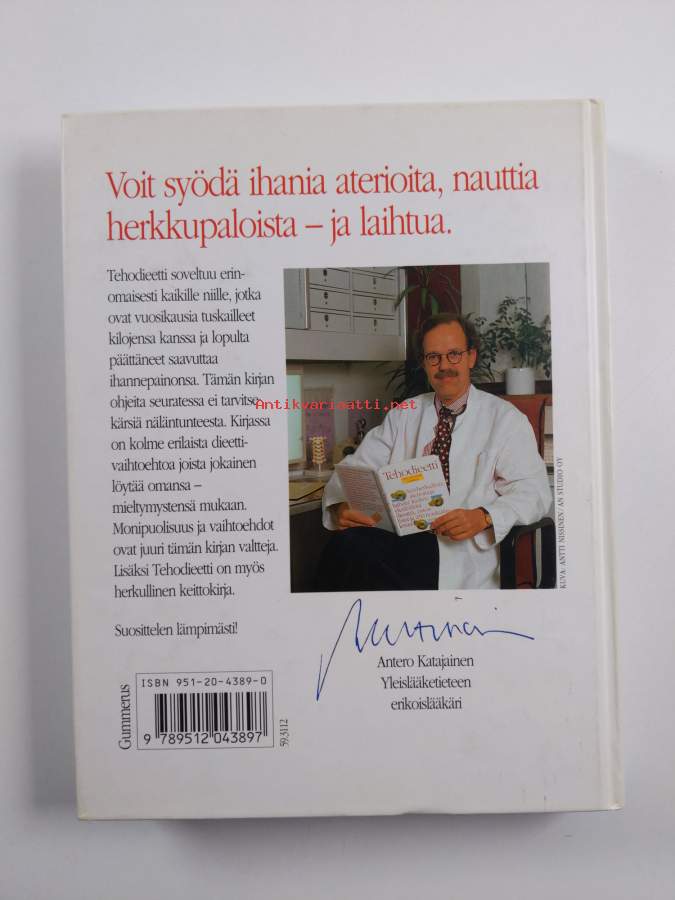 Voit syödä ihania aterioita, nauttia
herkkupaloista – ja laihtua.
Tehodieetti soveltuu erin-
omaisesti kaikille niille, jotka
ovat vuosikausia tuskailleet
kilojensa kanssa ja lopulta
päättäneet saavuttaa
ihannepainonsa. Tämän kirjan
ohjeita seuratessa ei tarvitse
kärsiä näläntunteesta. Kirjassa
on kolme erilaista dieetti-
vaihtoehtoa joista jokainen
löytää omansa –
mieltymystensä mukaan.
Monipuolisuus ja vaihtoehdot
ovat juuri tämän kirjan valtteja.
Lisäksi Tehodieetti on myös
herkullinen keittokirja.
Suosittelen lämpimästi!
Antikvariaatti.net
Tehodieetti
KUVA: ANTTI NISSINEN/AN STUDIO OY
Antero Katajainen
Yleislääketieteen
erikoislääkäri
Gummerus
ISBN 951-20-4389-0
9 789512 043897
59.3112